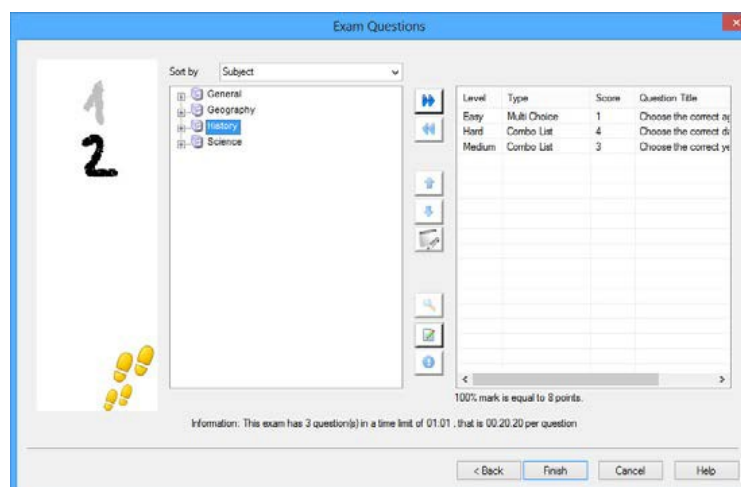 Exam Questions
1
2
Sort by Subject
General
Geography
History
Science
Level Type Score Question Title
Easy Multi Choice 1 Choose the correct
Hard Combo List 4 Choose the correct
Medium Combo List 3 Choose the correct
100% mark is equal to 8 points.
Information: This exam has 3 question(s) in a time limit of 01:01 . that is 00.20.20 per question
< Back Finish Cancel Help